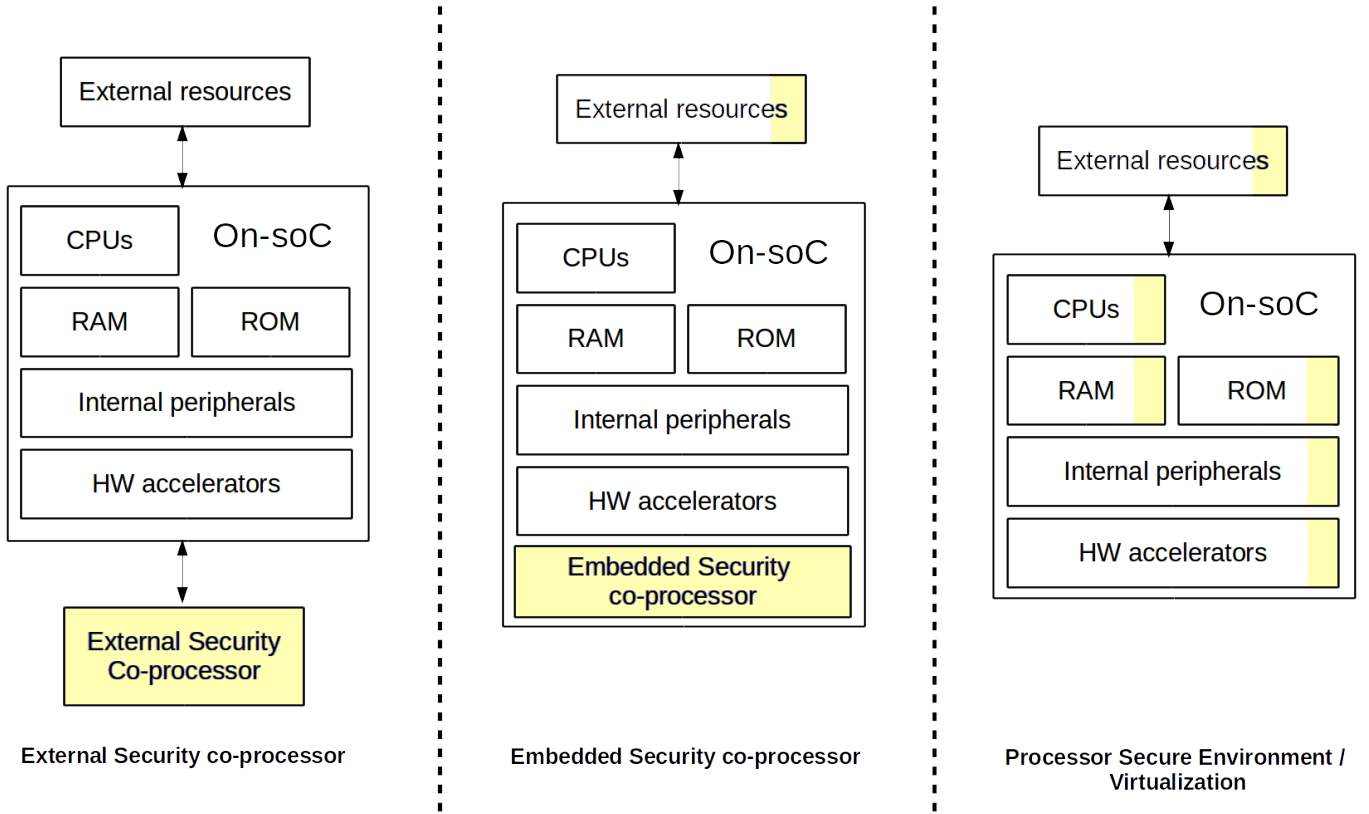 External resources
CPUs
On-soC
RAM
ROM
Internal peripherals
HW accelerators
External Security
Co-processor
External Security co-processor
External resources
CPUs
On-soC
RAM
ROM
Internal peripherals
HW accelerators
Embedded Security
co-processor
Embedded Security co-processor
External resources
CPUs
On-soC
RAM
ROM
Internal peripherals
HW accelerators
Processor Secure Environment /
Virtualization